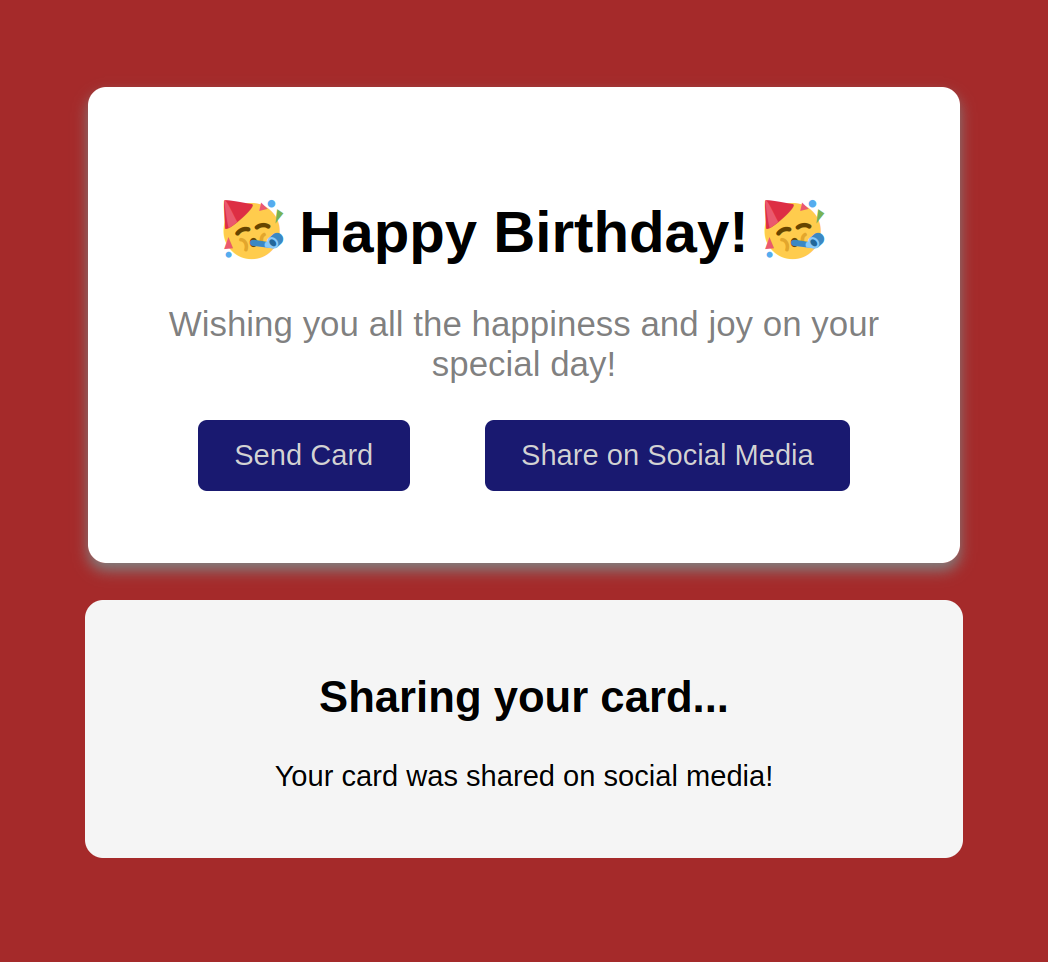 🥳 Happy Birthday! 🥳
Wishing you all the happiness and joy on your
special day!
Send Card
Share on Social Media
Sharing your card...
Your card was shared on social media!